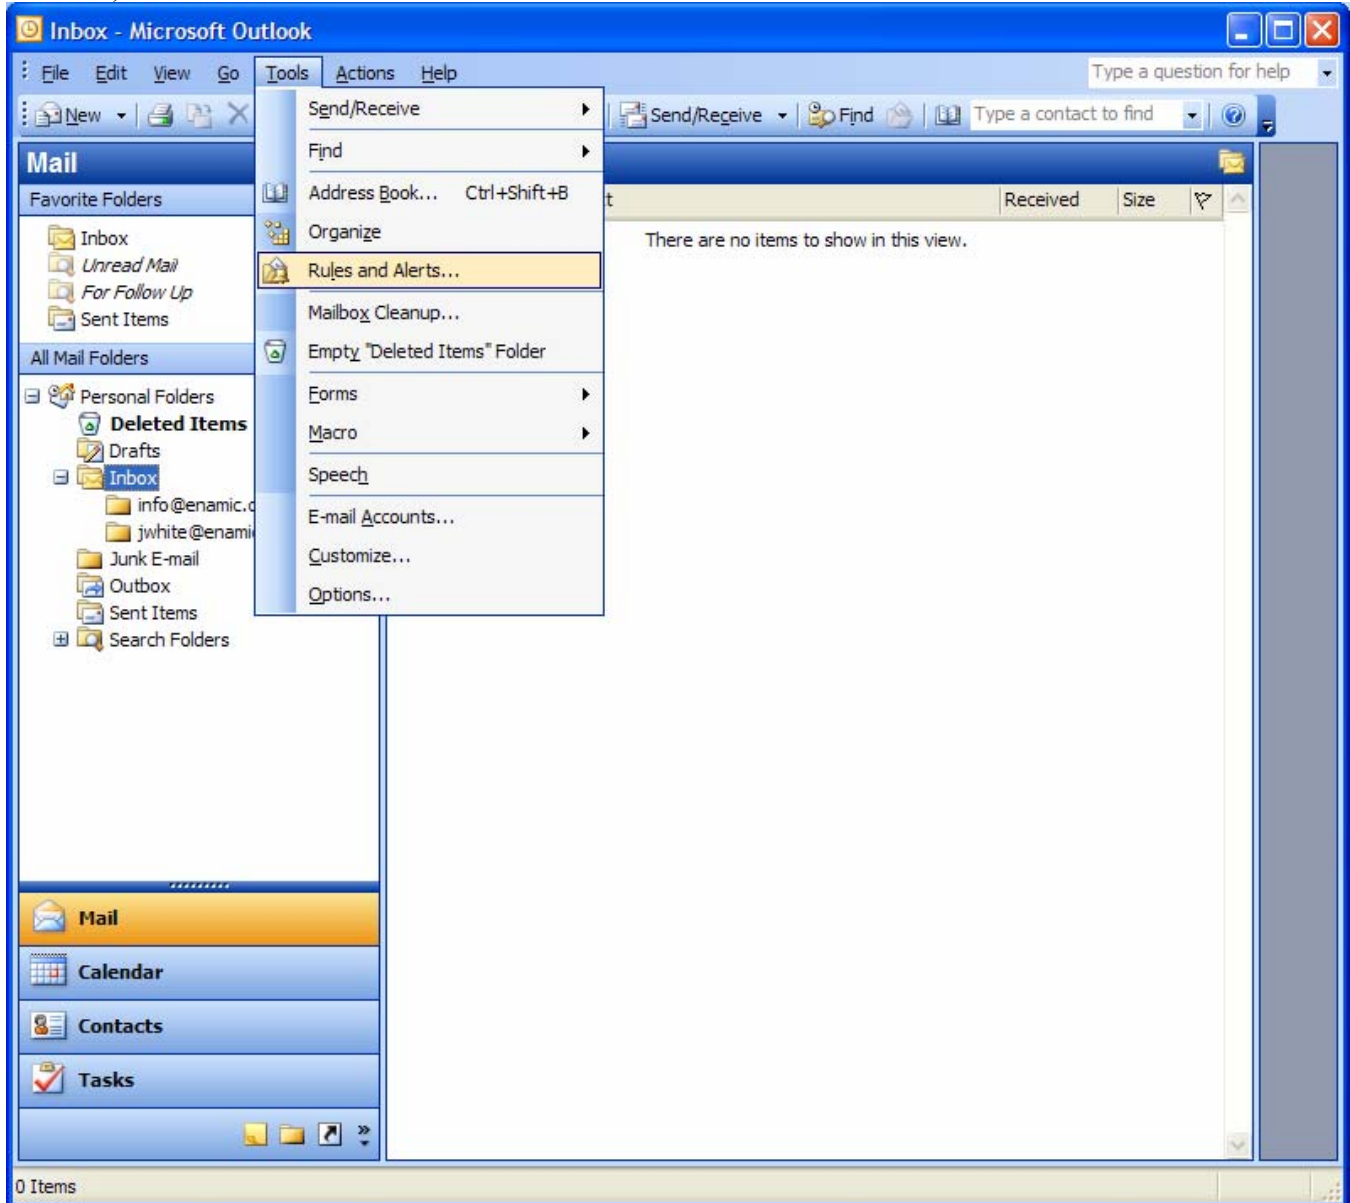 Inbox - Microsoft Outlook
File Edit View Go Tools Actions Help Type a question for help
New Send/Receive Find Type a contact to find
Mail
Favorite Folders
Inbox
Unread Mail
For Follow Up
Sent Items
All Mail Folders
Personal Folders
Deleted Items
Drafts
Inbox
info@enamic.c
jwhite@enami
Junk E-mail
Outbox
Sent Items
Search Folders
Send/Receive
Find
Address Book... Ctrl+Shift+B
Organize
Rules and Alerts...
Mailbox Cleanup...
Empty "Deleted Items" Folder
Forms
Macro
Speech
E-mail Accounts...
Customize...
Options...
t Received Size
There are no items to show in this view.
Mail
Calendar
Contacts
Tasks
0 Items